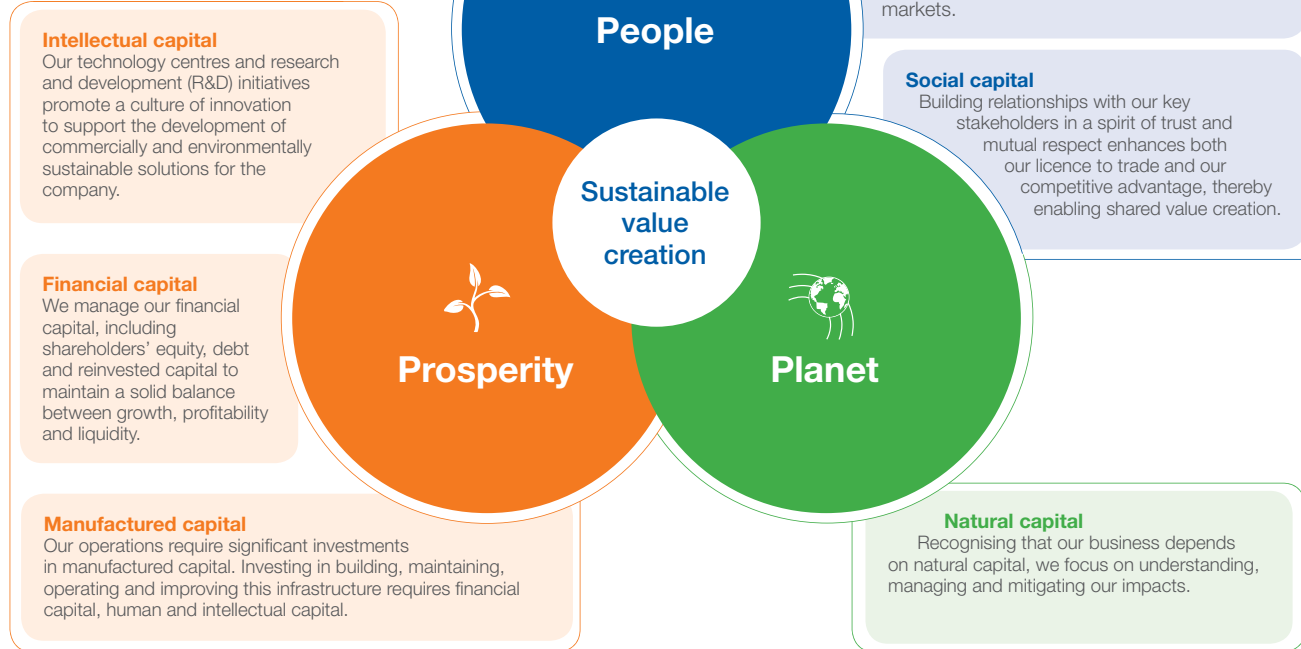 markets.
People
Intellectual capital
Our technology centres and research
and development (R&D) initiatives
promote a culture of innovation
to support the development of
commercially and environmentally
sustainable solutions for the
company.
Social capital
Building relationships with our key
stakeholders in a spirit of trust and
mutual respect enhances both
our licence to trade and our
competitive advantage, thereby
enabling shared value creation.
Sustainable
value
creation
Financial capital
We manage our financial
capital, including
shareholders’ equity, debt
and reinvested capital to
maintain a solid balance
between growth, profitability
and liquidity.
Prosperity
Planet
Manufactured capital
Our operations require significant investments
in manufactured capital. Investing in building, maintaining,
operating and improving this infrastructure requires financial
capital, human and intellectual capital.
Natural capital
Recognising that our business depends
on natural capital, we focus on understanding,
managing and mitigating our impacts.